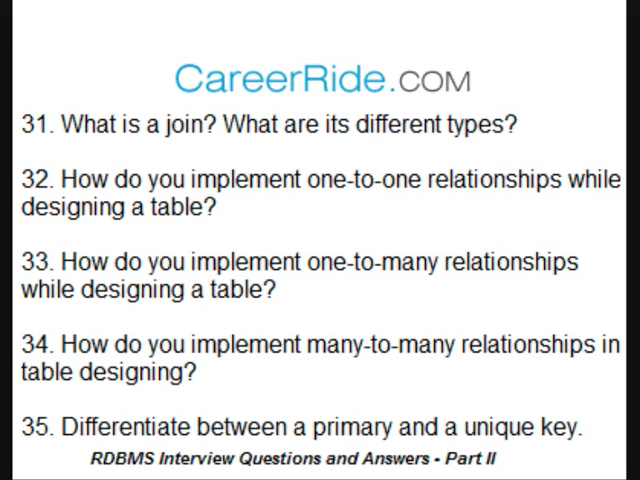 CareerRide.COM
31. What is a join? What are its different types?
32. How do you implement one-to-one relationships while
designing a table?
33. How do you implement one-to-many relationships
while designing a table?
34. How do you implement many-to-many relationships in
table designing?
35. Differentiate between a primary and a unique key.
RDBMS Interview Questions and Answers - Part II